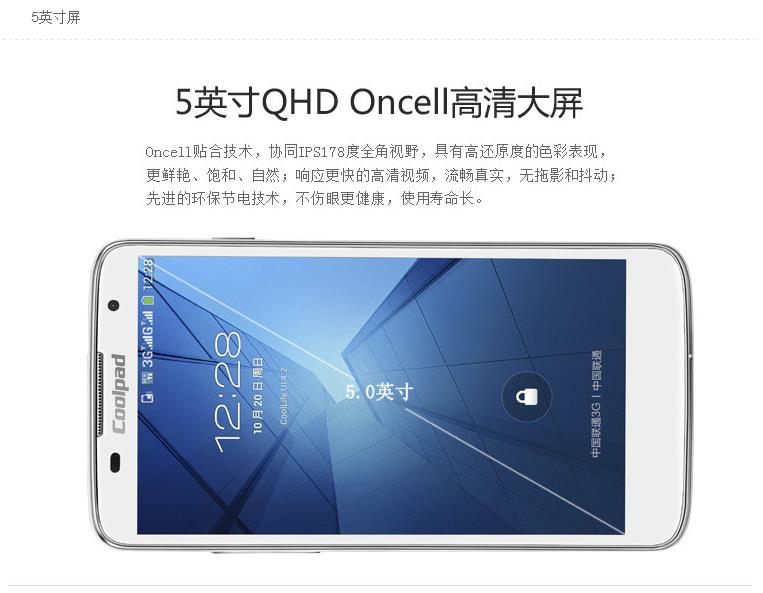 5英寸屏
5英寸QHD Oncell高清大屏
Oncell贴合技术，协同IPS178度全角视野，具有高还原度的色彩表现，
更鲜艳、饱和、自然；响应更快的高清视频，流畅真实，无拖影和抖动；
先进的环保节电技术，不伤眼更健康，使用寿命长。
Coolpad
3G G 12:28
12:28
10月20日 周日
CoolLife UI 4.2
5.0英寸
中国联通3G | 中国联通